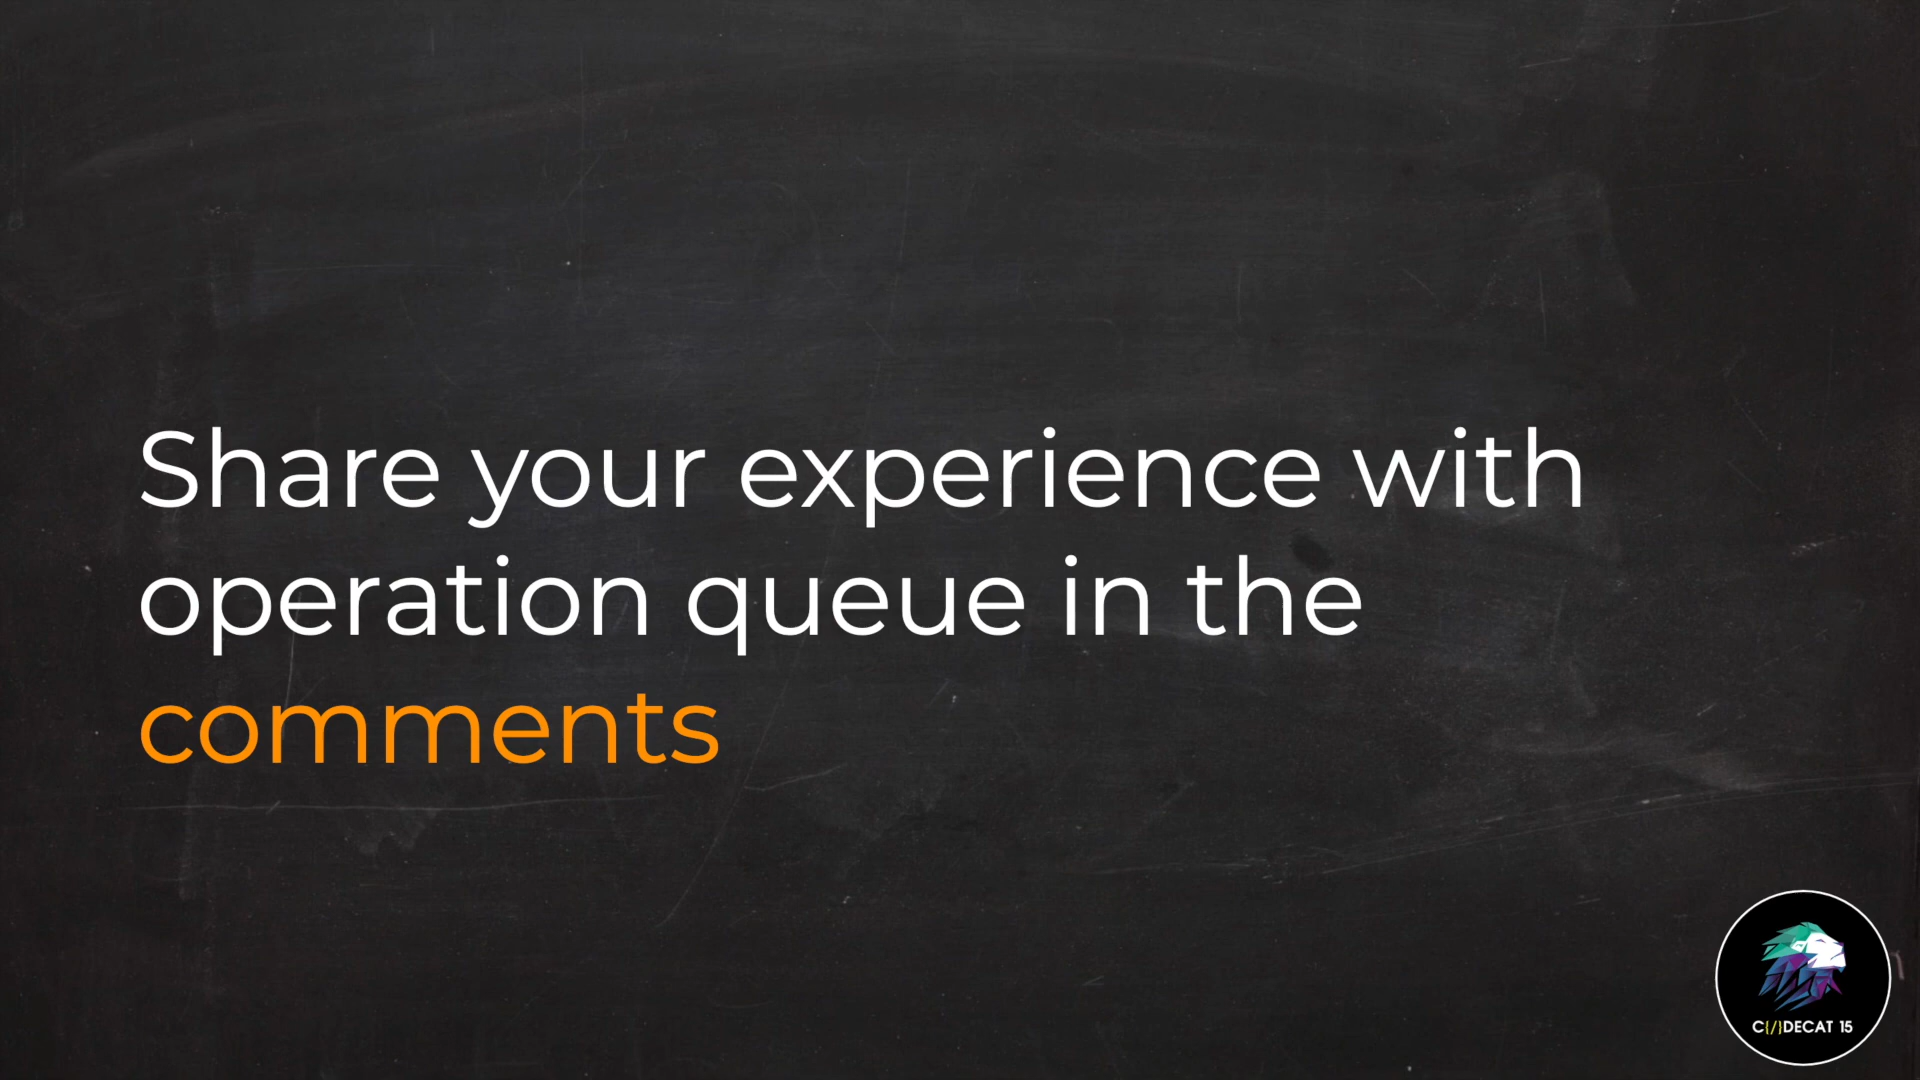 Share your experience with
operation queue in the
comments
C{/}DECAT 15